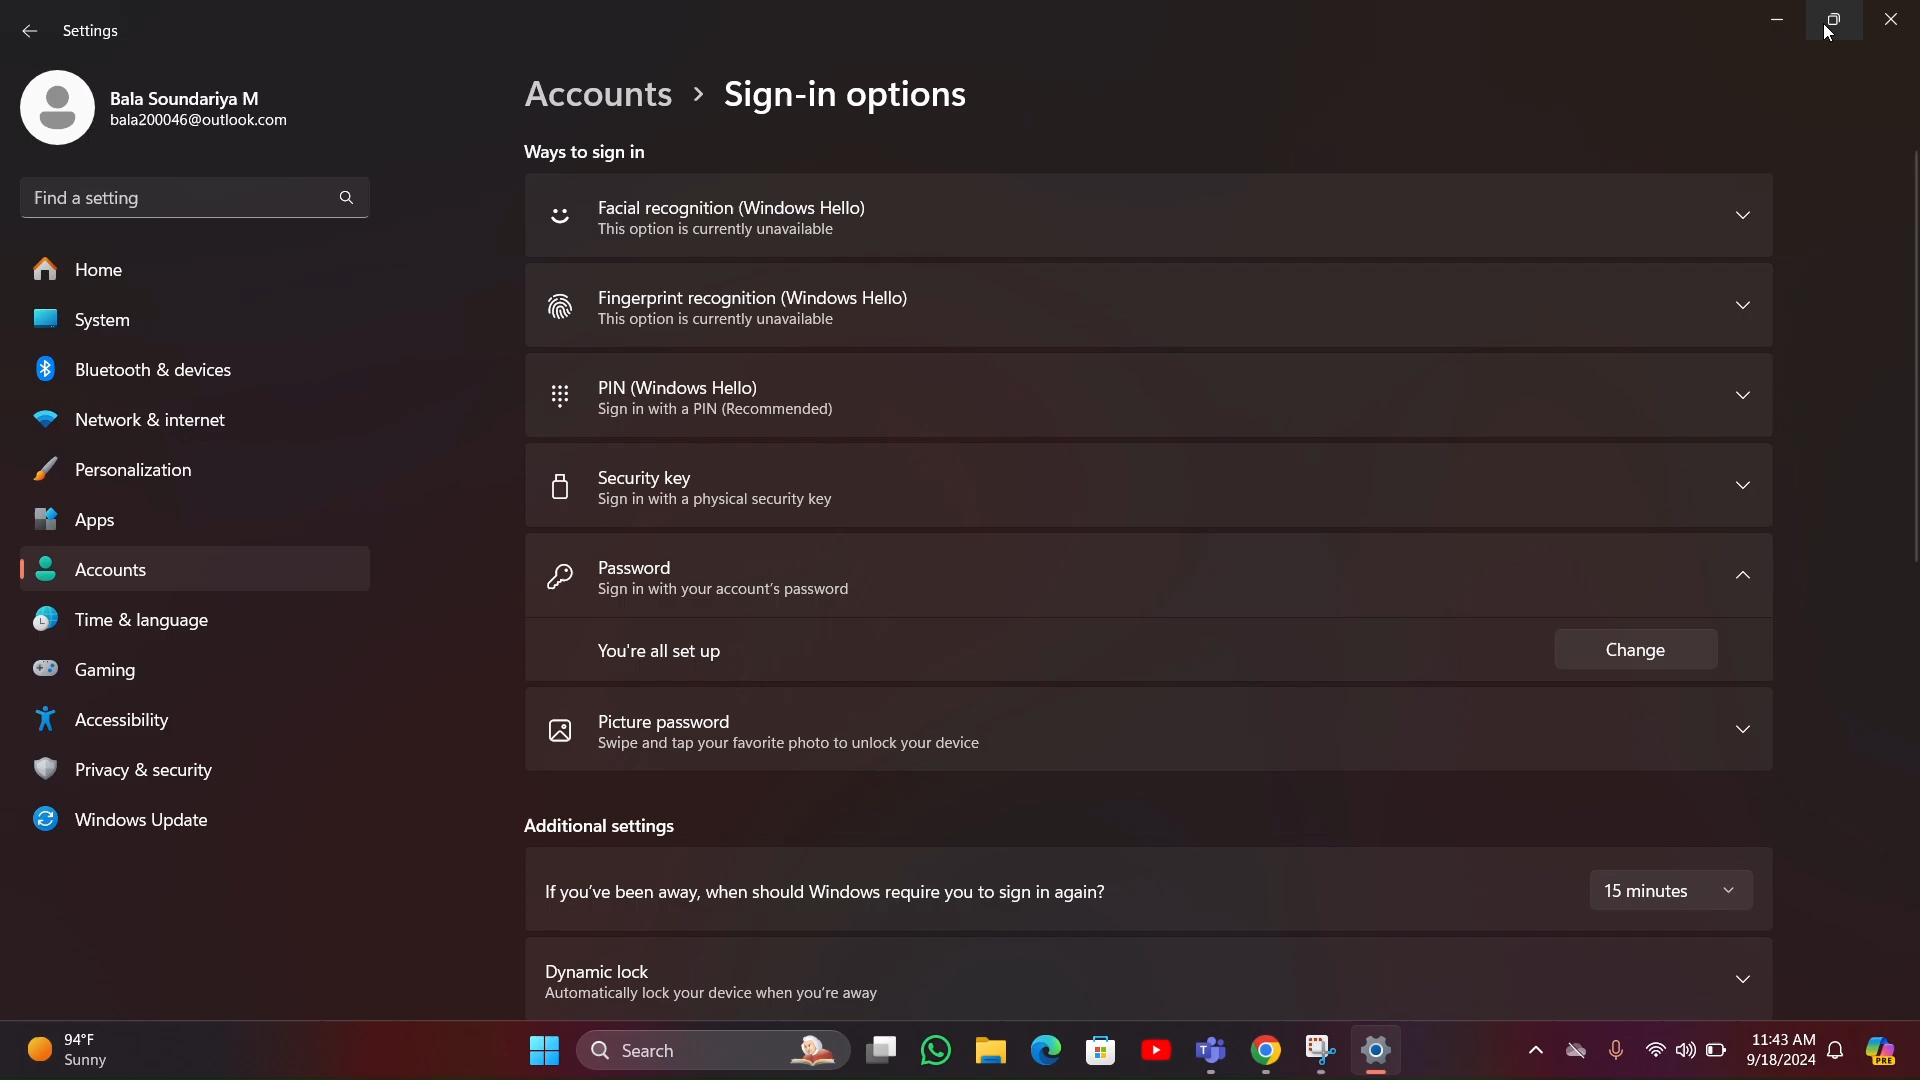 Settings
Bala Soundariya M
bala200046@outlook.com
Find a setting
Home
System
Bluetooth & devices
Network & internet
Personalization
Apps
Accounts
Time & language
Gaming
Accessibility
Privacy & security
Windows Update
Accounts > Sign-in options
Ways to sign in
Facial recognition (Windows Hello)
This option is currently unavailable
Fingerprint recognition (Windows Hello)
This option is currently unavailable
PIN (Windows Hello)
Sign in with a PIN (Recommended)
Security key
Sign in with a physical security key
Password
Sign in with your account's password
You're all set up
Change
Picture password
Swipe and tap your favorite photo to unlock your device
Additional settings
If you've been away, when should Windows require you to sign in again?
15 minutes
Dynamic lock
Automatically lock your device when you're away
94°F
Sunny
Search
11:43 AM
9/18/2024
PRE